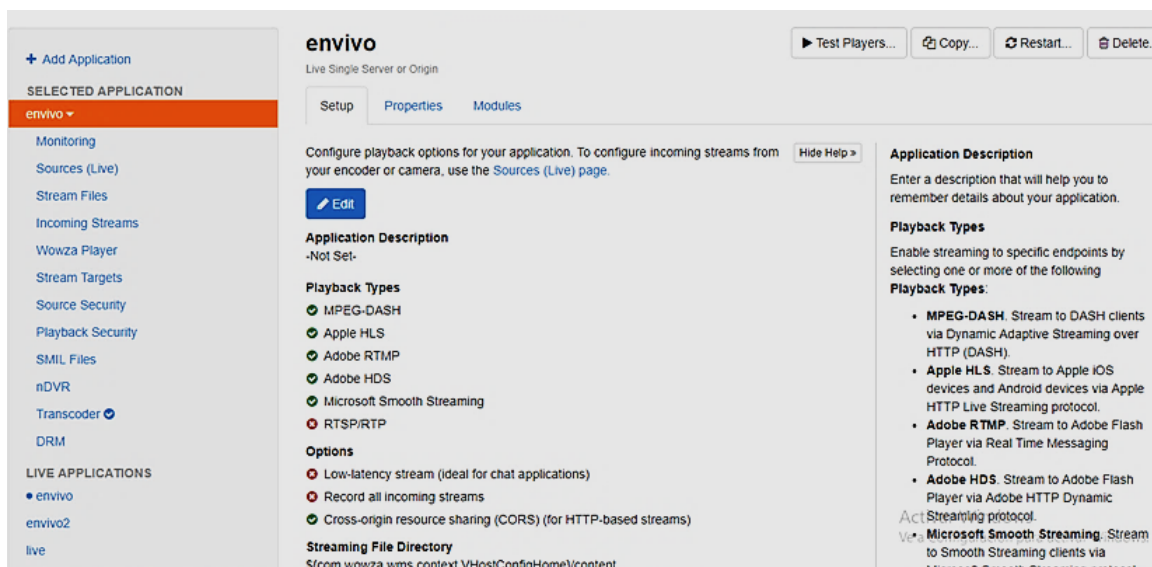 + Add Application
SELECTED APPLICATION
envivo
Monitoring
Sources (Live)
Stream Files
Incoming Streams
Wowza Player
Stream Targets
Source Security
Playback Security
SMIL Files
nDVR
Transcoder
DRM
LIVE APPLICATIONS
envivo
envivo2
live
envivo
Live Single Server or Origin
Test Players...
Copy...
Restart...
Delete.
Setup
Properties
Modules
Configure playback options for your application. To configure incoming streams from
your encoder or camera, use the Sources (Live) page.
Hide Help »
Edit
Application Description
-Not Set-
Playback Types
MPEG-DASH
Apple HLS
Adobe RTMP
Adobe HDS
Microsoft Smooth Streaming
RTSP/RTP
Options
Low-latency stream (ideal for chat applications)
Record all incoming streams
Cross-origin resource sharing (CORS) (for HTTP-based streams)
Streaming File Directory
${com.wowza.wms.context.VHostConfigHome}/content
Application Description
Enter a description that will help you to
remember details about your application.
Playback Types
Enable streaming to specific endpoints by
selecting one or more of the following
Playback Types:
• MPEG-DASH. Stream to DASH clients
via Dynamic Adaptive Streaming over
HTTP (DASH).
• Apple HLS. Stream to Apple iOS
devices and Android devices via Apple
HTTP Live Streaming protocol.
• Adobe RTMP. Stream to Adobe Flash
Player via Real Time Messaging
Protocol.
• Adobe HDS. Stream to Adobe Flash
Player via Adobe HTTP Dynamic
Streaming protocol.
• Microsoft Smooth Streaming. Stream
to Smooth Streaming clients via